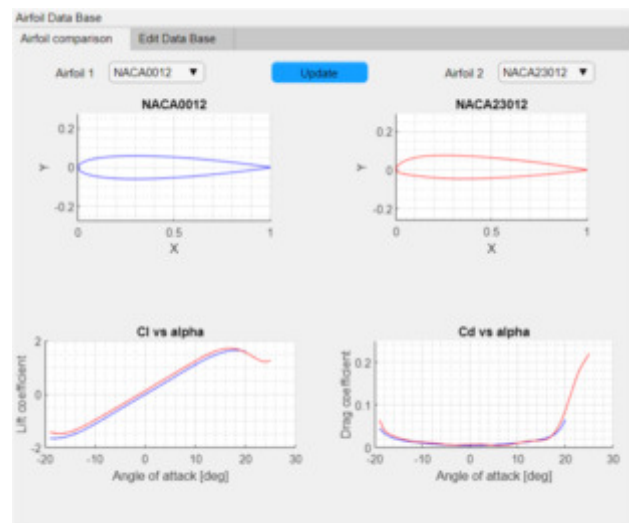 Airfoil Data Base
Airfoil comparison Edit Data Base
Airfoil 1 NACA0012 ▼ Update Airfoil 2 NACA23012 ▼
NACA0012
0.2
0
-0.2
Y
0 0.5 1
X
NACA23012
0.2
0
-0.2
Y
0 0.5 1
X
Cl vs alpha
2
0
-2
Lift coefficient
-20 -10 0 10 20 30
Angle of attack [deg]
Cd vs alpha
0.2
0.1
0
Drag coefficient
-20 -10 0 10 20 30
Angle of attack [deg]